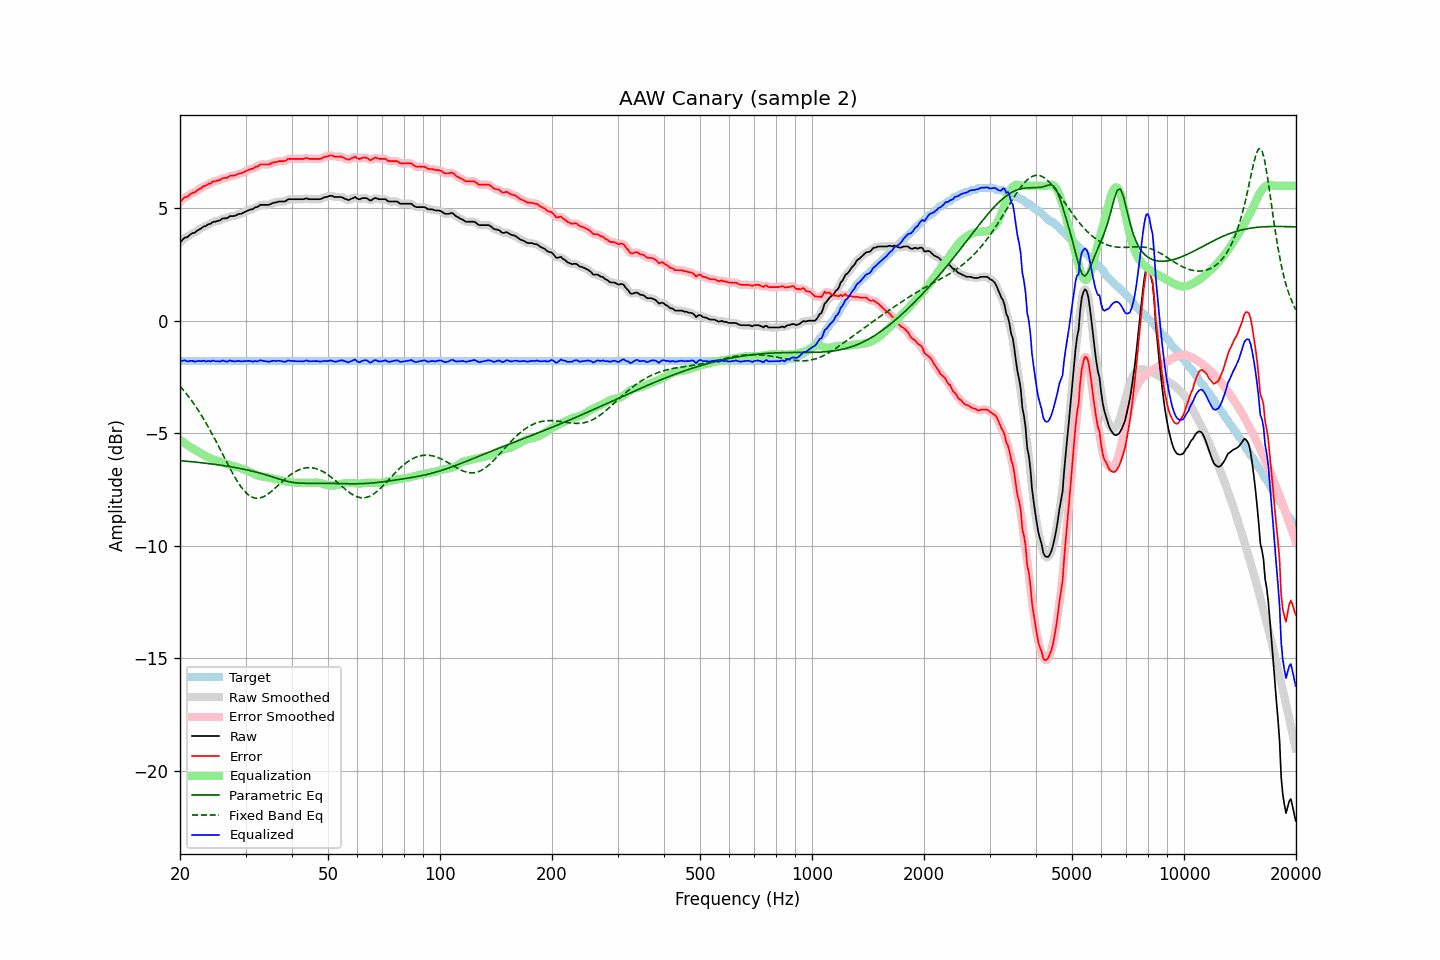 AAW Canary (sample 2)
Amplitude (dBr)
5
0
−5
−10
−15
−20
Target
Raw Smoothed
Error Smoothed
Raw
Error
Equalization
Parametric Eq
Fixed Band Eq
Equalized
20 50 100 200 500 1000 2000 5000 10000 20000
Frequency (Hz)